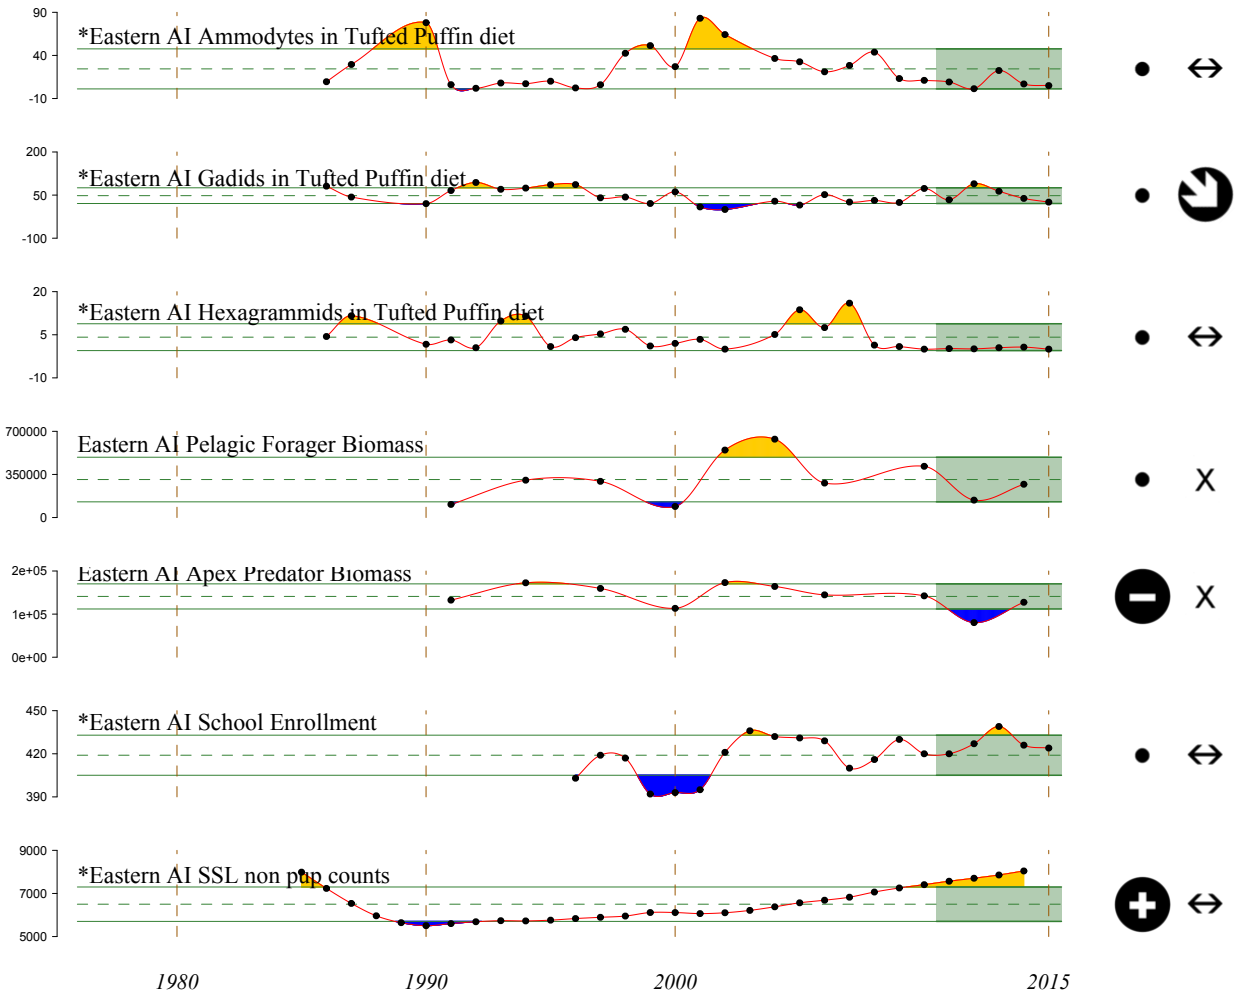 90
*Eastern AI Ammodytes in Tufted Puffin diet
40
-10
200
*Eastern AI Gadids in Tufted Puffin diet
50
-100
20
*Eastern AI Hexagrammids in Tufted Puffin diet
5
-10
700000
Eastern AI Pelagic Forager Biomass
350000
X
0
2e+05
Eastern AI Apex Predator Biomass
1e+05
X
0e+00
450
*Eastern AI School Enrollment
420
390
9000
*Eastern AI SSL non pup counts
7000
5000
1980 1990 2000 2015